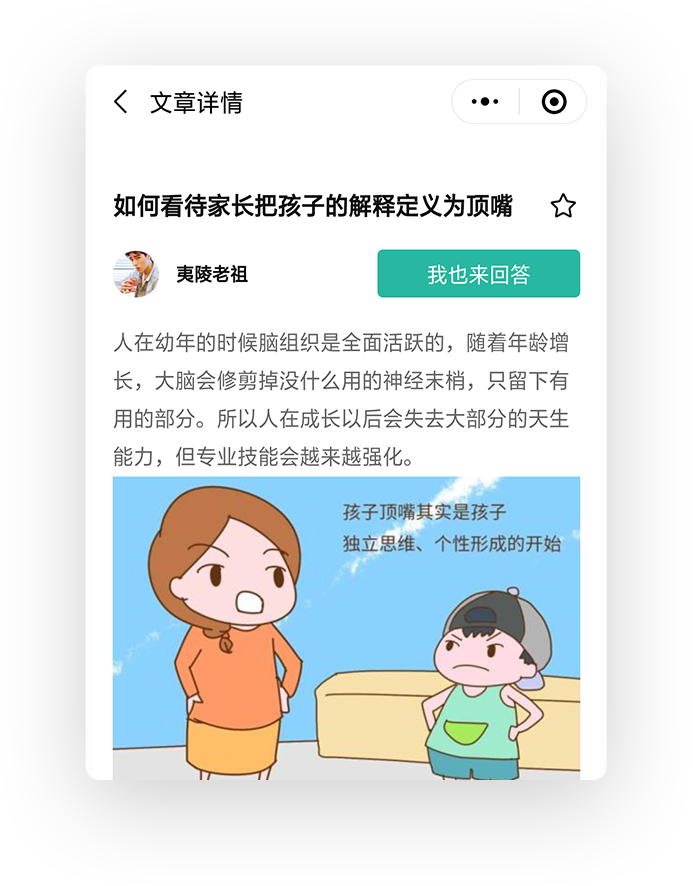 文章详情
如何看待家长把孩子的解释定义为顶嘴
夷陵老祖
我也来回答
人在幼年的时候脑组织是全面活跃的，随着年龄增
长，大脑会修剪掉没什么用的神经末梢，只留下有
用的部分。所以人在成长以后会失去大部分的天生
能力，但专业技能会越来越强化。
孩子顶嘴其实是孩子
独立思维、个性形成的开始